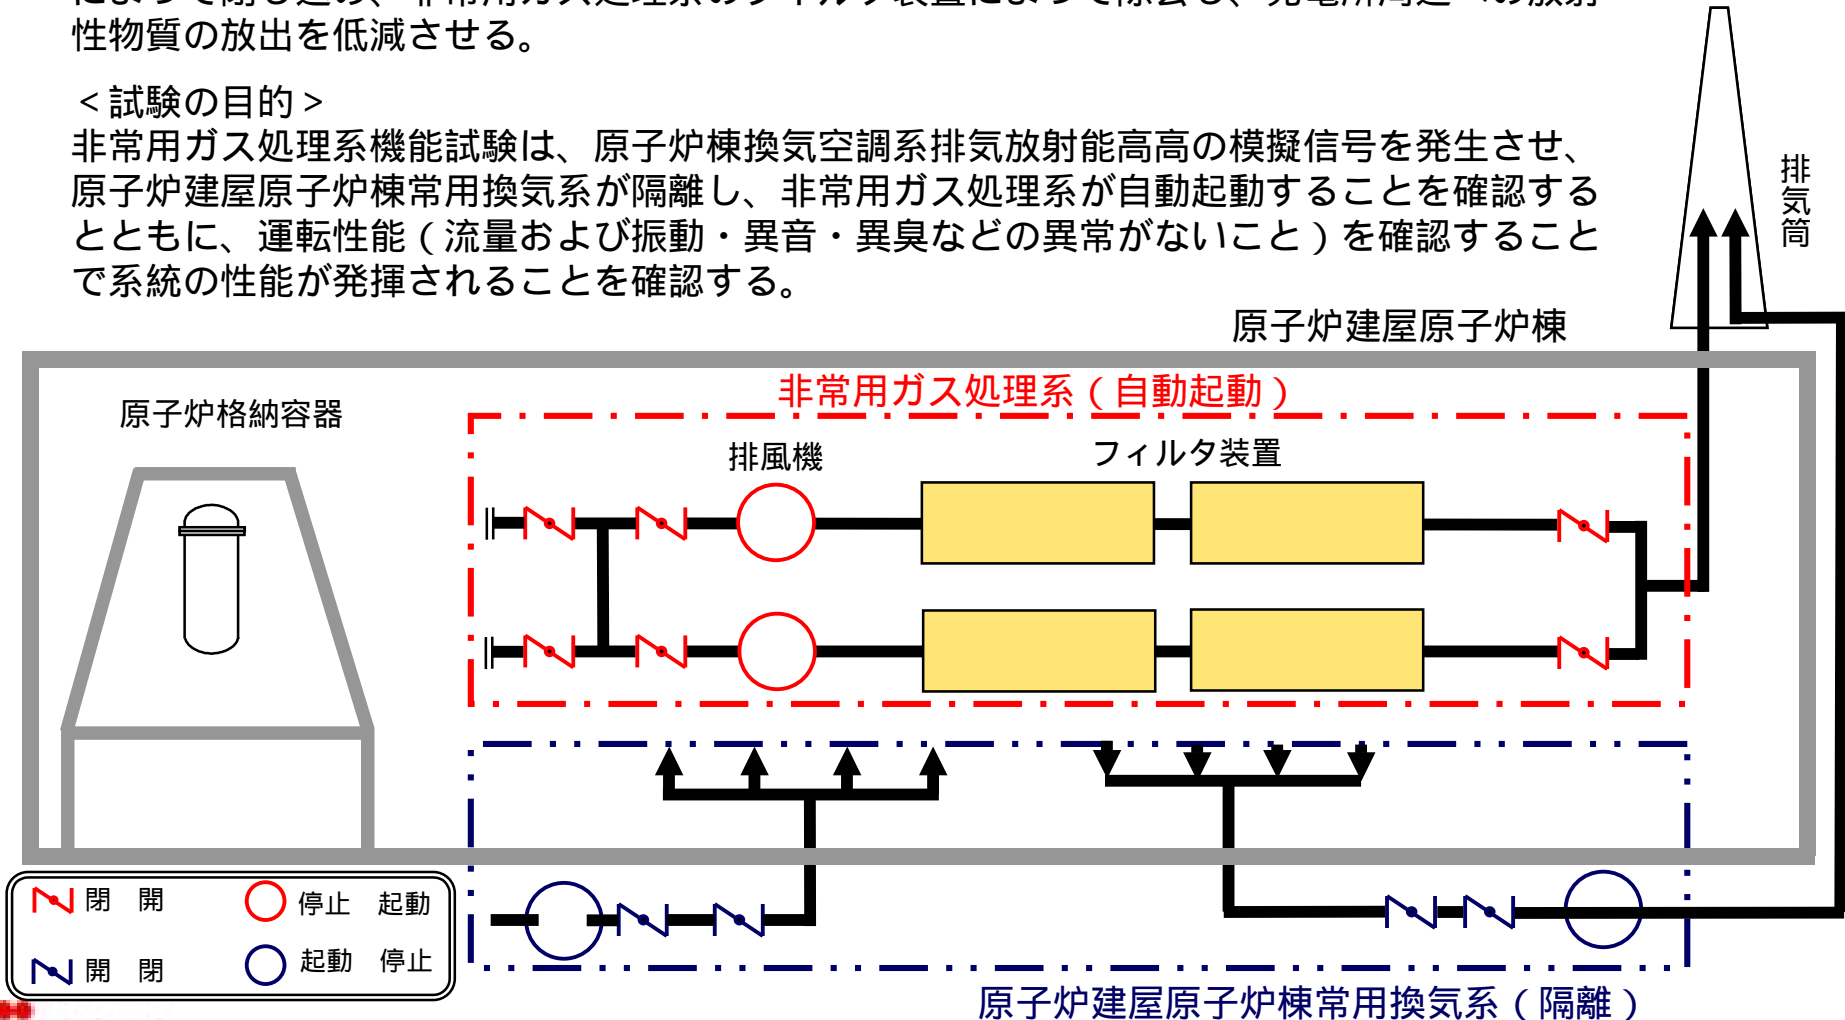 性物質の放出を低減させる。
＜試験の目的＞
非常用ガス処理系機能試験は、原子炉棟換気空調系排気放射能高高の模擬信号を発生させ、
原子炉建屋原子炉棟常用換気系が隔離し、非常用ガス処理系が自動起動することを確認する
とともに、運転性能（流量および振動・異音・異臭などの異常がないこと）を確認すること
で系統の性能が発揮されることを確認する。
排気筒
原子炉建屋原子炉棟
非常用ガス処理系（自動起動）
原子炉格納容器
排風機
フィルタ装置
閉 開
停止 起動
開 閉
起動 停止
原子炉建屋原子炉棟常用換気系（隔離）